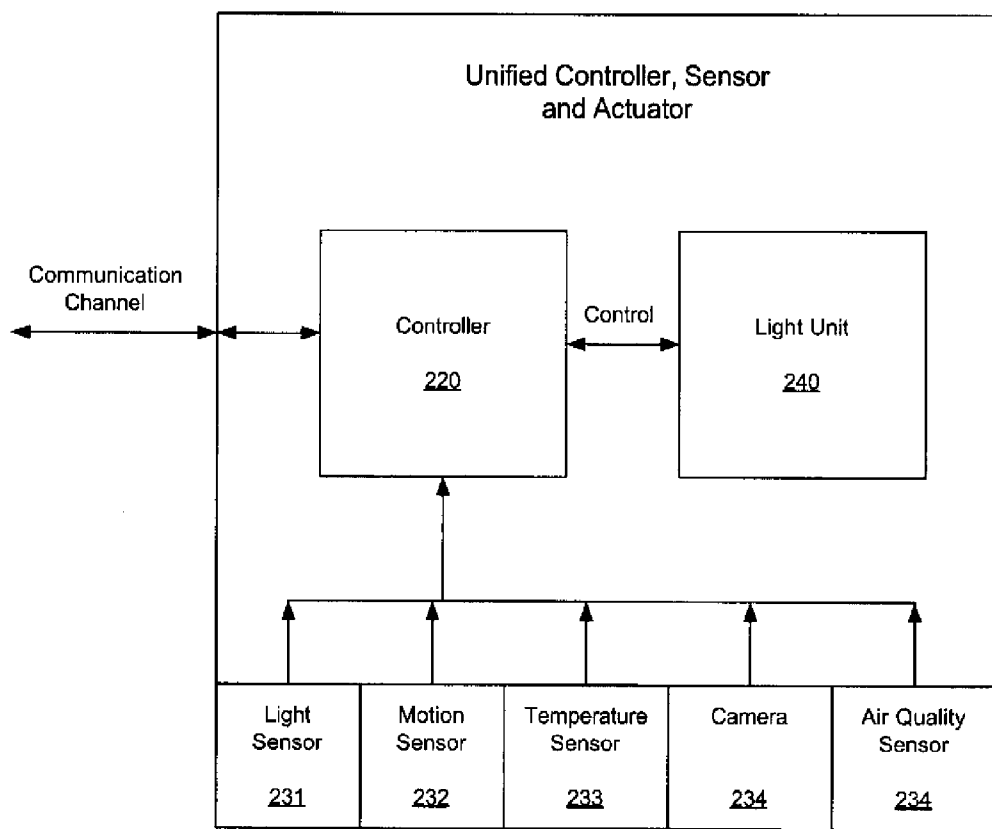 Unified Controller, Sensor
and Actuator
Communication
Channel
Controller
220
Control
Light Unit
240
Light
Sensor
231
Motion
Sensor
232
Temperature
Sensor
233
Camera
234
Air Quality
Sensor
234